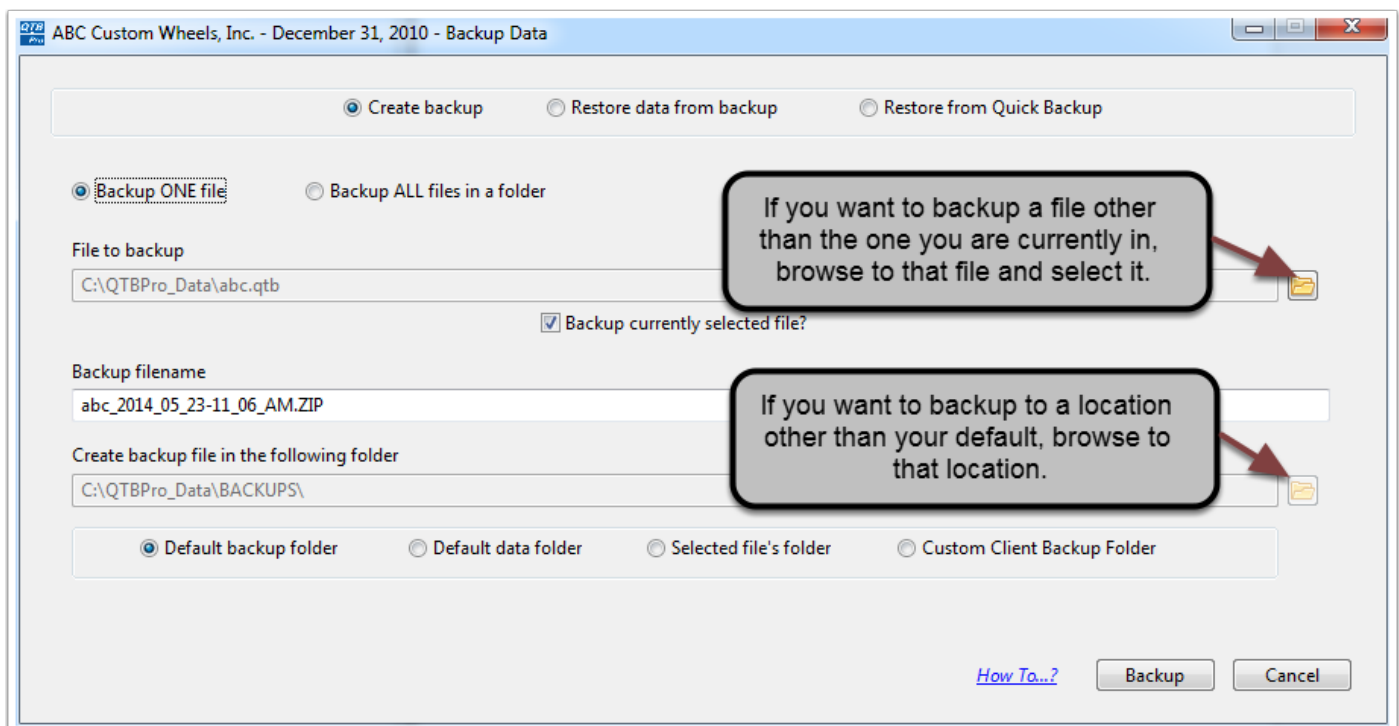 QTB
Pro
ABC Custom Wheels, Inc. - December 31, 2010 - Backup Data
X
Create backup
Restore data from backup
Restore from Quick Backup
Backup ONE file
Backup ALL files in a folder
If you want to backup a file other
than the one you are currently in,
browse to that file and select it.
File to backup
C:\QTBPro_Data\abc.qtb
Backup currently selected file?
Backup filename
abc_2014_05_23-11_06_AM.ZIP
If you want to backup to a location
other than your default, browse to
that location.
Create backup file in the following folder
C:\QTBPro_Data\BACKUPS\
Default backup folder
Default data folder
Selected file's folder
Custom Client Backup Folder
How To...?
Backup
Cancel